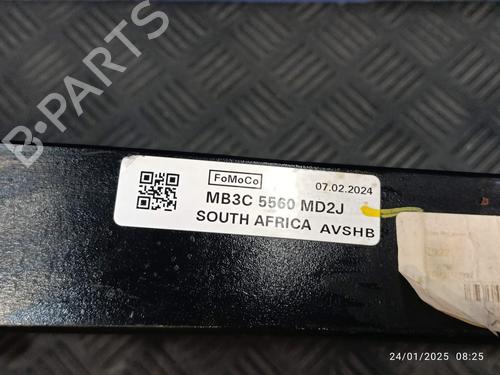 FoMoCo
07.02.2024
MB3C 5560 MD2J
SOUTH AFRICA AVSHB
B-PARTS
24/01/2025 08:25